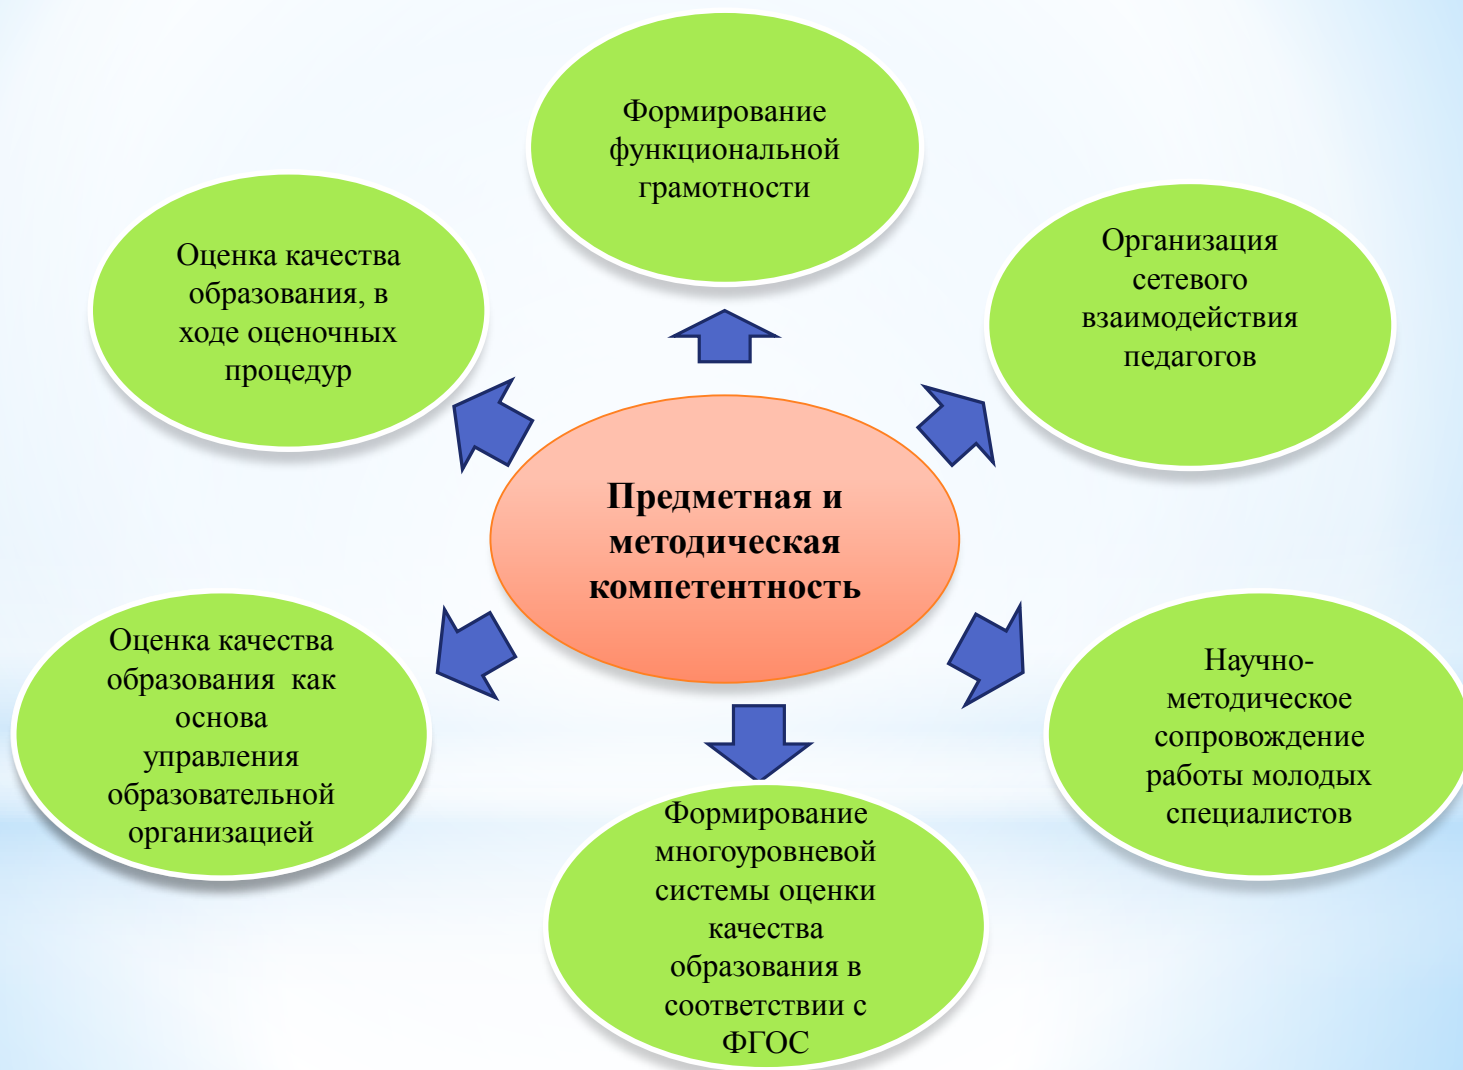 Формирование
функциональной
грамотности
Оценка качества
образования, в
ходе оценочных
процедур
Организация
сетевого
взаимодействия
педагогов
Предметная и
методическая
компетентность
Оценка качества
образования как
основа
управления
образовательной
организацией
Научно-
методическое
сопровождение
работы молодых
специалистов
Формирование
многоуровневой
системы оценки
качества
образования в
соответствии с
ФГОС